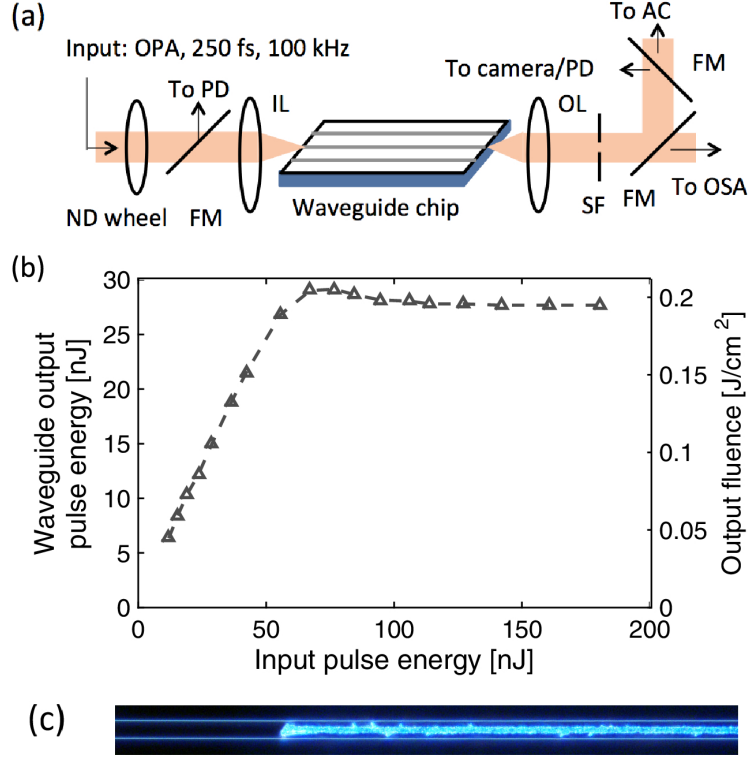 (a)
To AC
Input: OPA, 250 fs, 100 kHz
To camera/PD
FM
To PD
IL
OL
ND wheel
FM
Waveguide chip
SF
FM
To OSA
(b)
Waveguide output
pulse energy [nJ]
30
25
20
15
10
5
0
0
50
100
150
200
Input pulse energy [nJ]
0.2
0.15
0.1
0.05
0
Output fluence [J/cm 2]
(c)